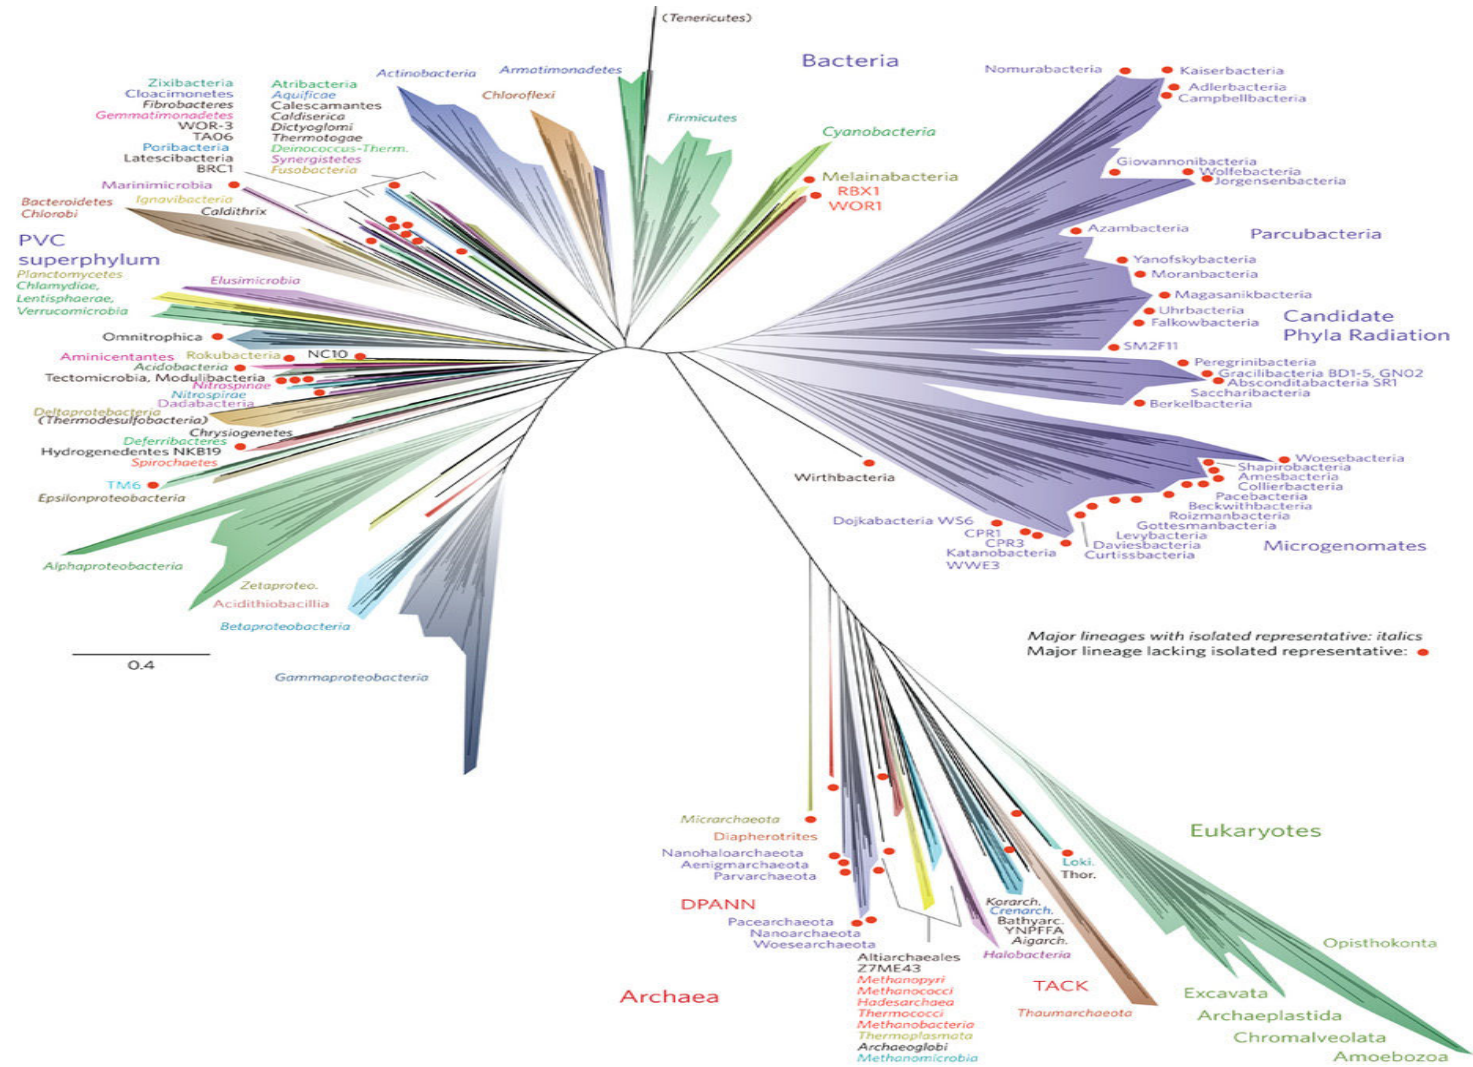 (Tenericutes)
Bacteria
Armatimonadetes
Actinobacteria
Chloroflexi
Firmicutes
Cyanobacteria
Melainabacteria
RBX1
WOR1
Zixibacteria
Cloacimonetes
Fibrobacteres
Gemmatimonadetes
WOR-3
TA06
Poribacteria
Latescibacteria
BRC1
Atribacteria
Aquificae
Calescamantes
Caldiserica
Dictyoglomi
Thermotogae
Deinococcus-Therm.
Synergistetes
Fusobacteria
Marinimicrobia
Bacteroidetes
Chlorobi
Ignavibacteria
Caldithrix
PVC
superphylum
Planctomycetes
Chlamydiae,
Lentisphaerae,
Verrucomicrobia
Elusimicrobia
Omnitrophica
Aminicentantes
Rokubacteria
NC10
Acidobacteria
Tectomicrobia, Modulibacteria
Nitrospinae
Nitrospirae
Dadabacteria
Deltaprotebacteria
(Thermodesulfobacteria)
Chrysiogenetes
Deferribacteres
Hydrogenedentes NKB19
Spirochaetes
TM6
Epsilonproteobacteria
Alphaproteobacteria
Zetaproteo.
Acidithiobacillia
Betaproteobacteria
Gammaproteobacteria
0.4
Nomurabacteria
Kaiserbacteria
Adlerbacteria
Campbellbacteria
Giovannonibacteria
Wolfebacteria
Jorgensenbacteria
Azambacteria
Parcubacteria
Yanofskybacteria
Moranbacteria
Magasanikbacteria
Uhrbacteria
Falkowbacteria
Candidate
Phyla Radiation
SM2F11
Peregrinibacteria
Gracilibacteria BD1-5, GN02
Absconditabacteria SR1
Saccharibacteria
Berkelbacteria
Woesebacteria
Shapirobacteria
Amesbacteria
Collierbacteria
Pacebacteria
Beckwithbacteria
Roizmanbacteria
Gottesmanbacteria
Levybacteria
Daviesbacteria
Curtissbacteria
Microgenomates
Wirthbacteria
Dojkabacteria WS6
CPR1
CPR3
Katanobacteria
WWE3
Major lineages with isolated representative: italics
Major lineage lacking isolated representative:
Micrarchaeota
Diapherotrites
Nanohaloarchaeota
Aenigmarchaeota
Parvarchaeota
DPANN
Pacearchaeota
Nanoarchaeota
Woesearchaeota
Archaea
Altiarchaeales
Z7ME43
Methanopyri
Methanococci
Hadesarchaea
Thermococci
Methanobacteria
Thermoplasmata
Archaeoglobi
Methanomicrobia
Halobacteria
Korarch.
Crenarch.
Bathyarc.
YNPFFA
Aigarch.
TACK
Thaumarchaeota
Loki.
Thor.
Eukaryotes
Opisthokonta
Excavata
Archaeplastida
Chromalveolata
Amoebozoa